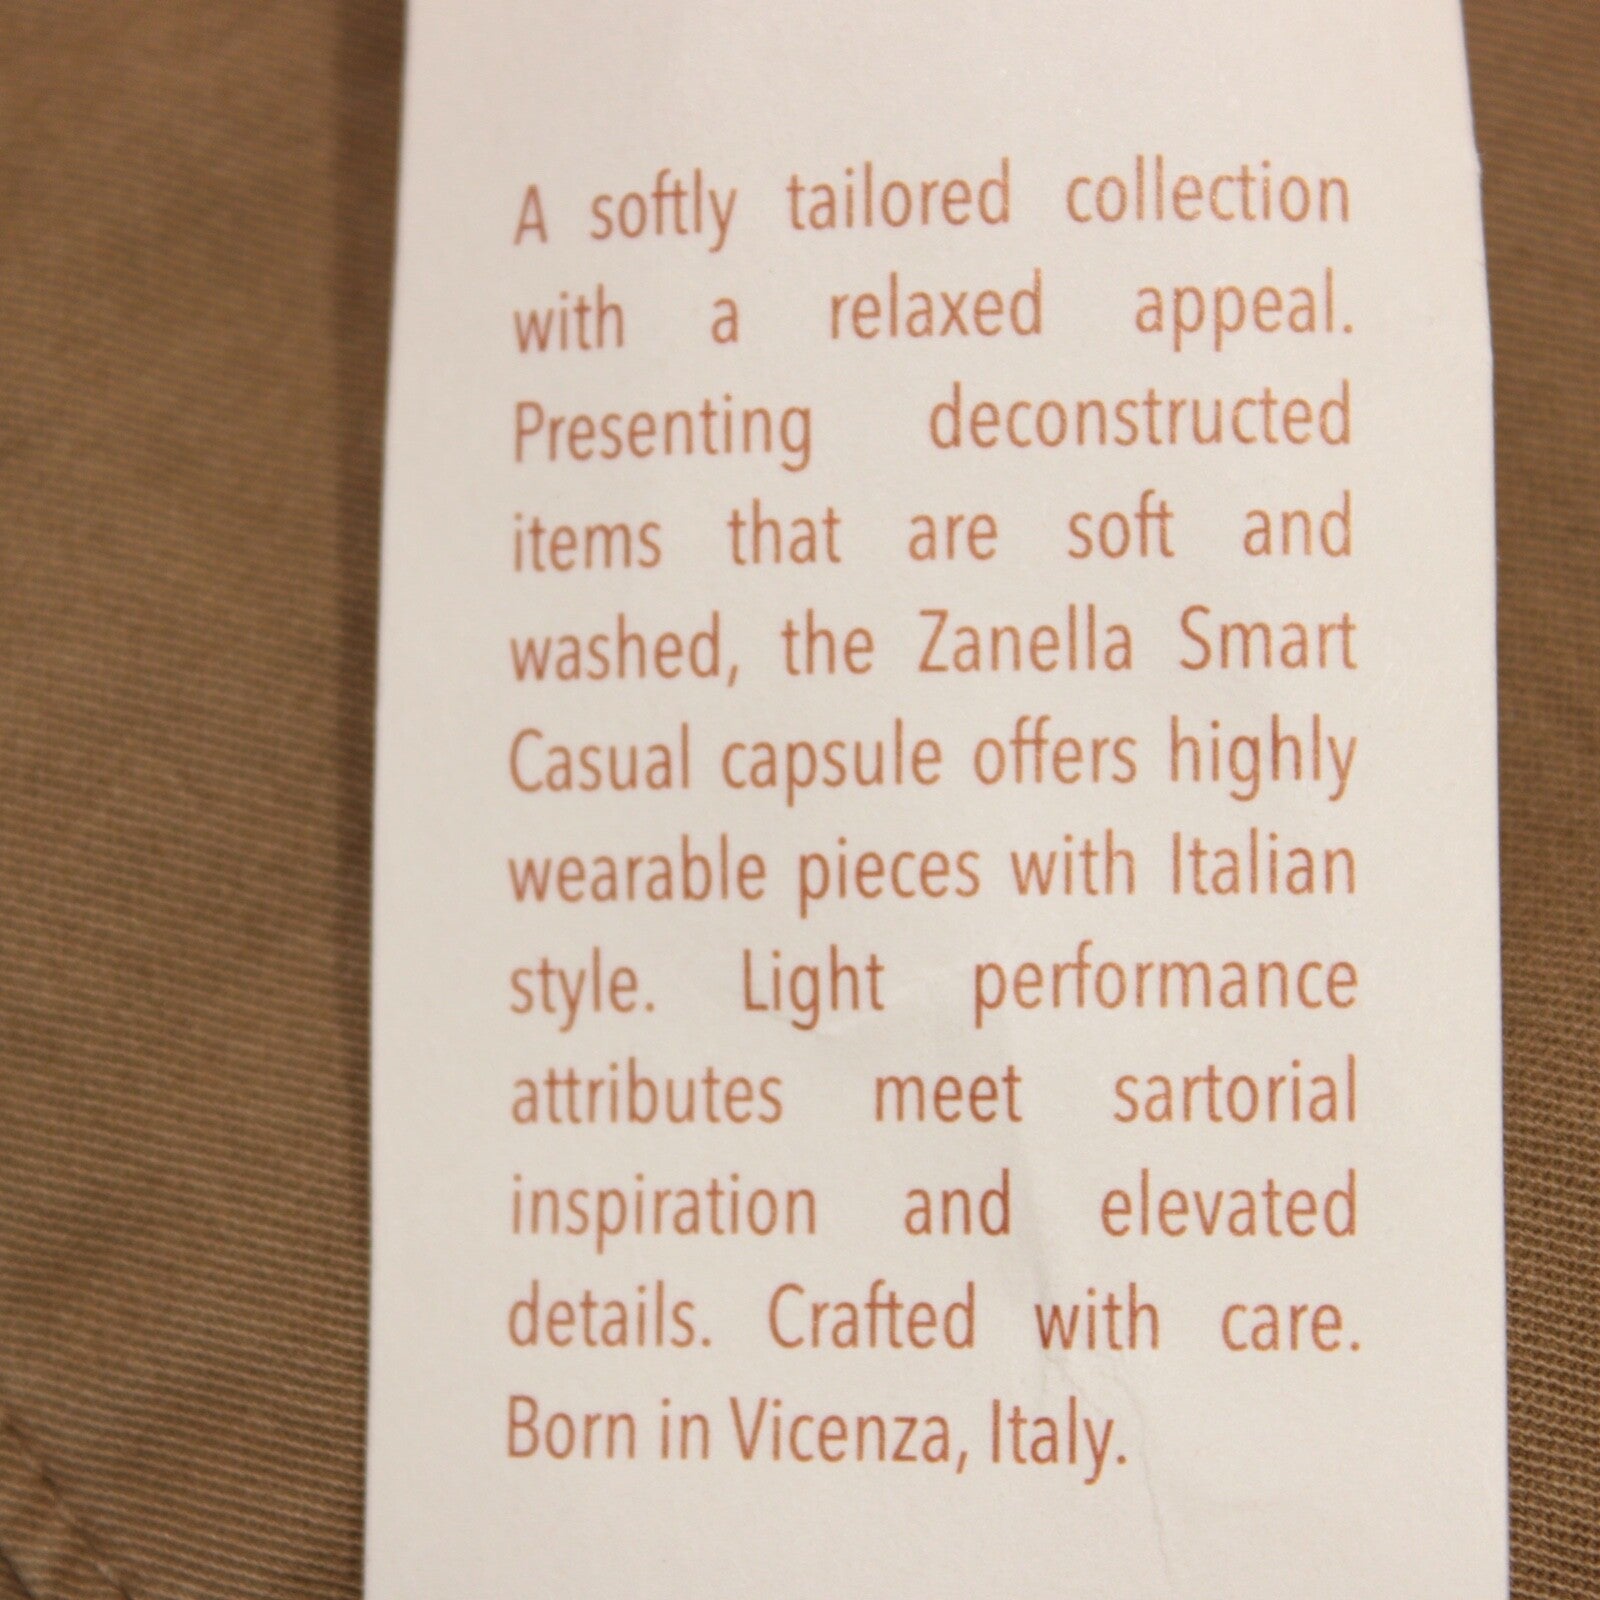 A softly tailored collection
with a relaxed appeal.
Presenting deconstructed
items that are soft and
washed, the Zanella Smart
Casual capsule offers highly
wearable pieces with Italian
style. Light performance
attributes meet sartorial
inspiration and elevated
details. Crafted with care.
Born in Vicenza, Italy.